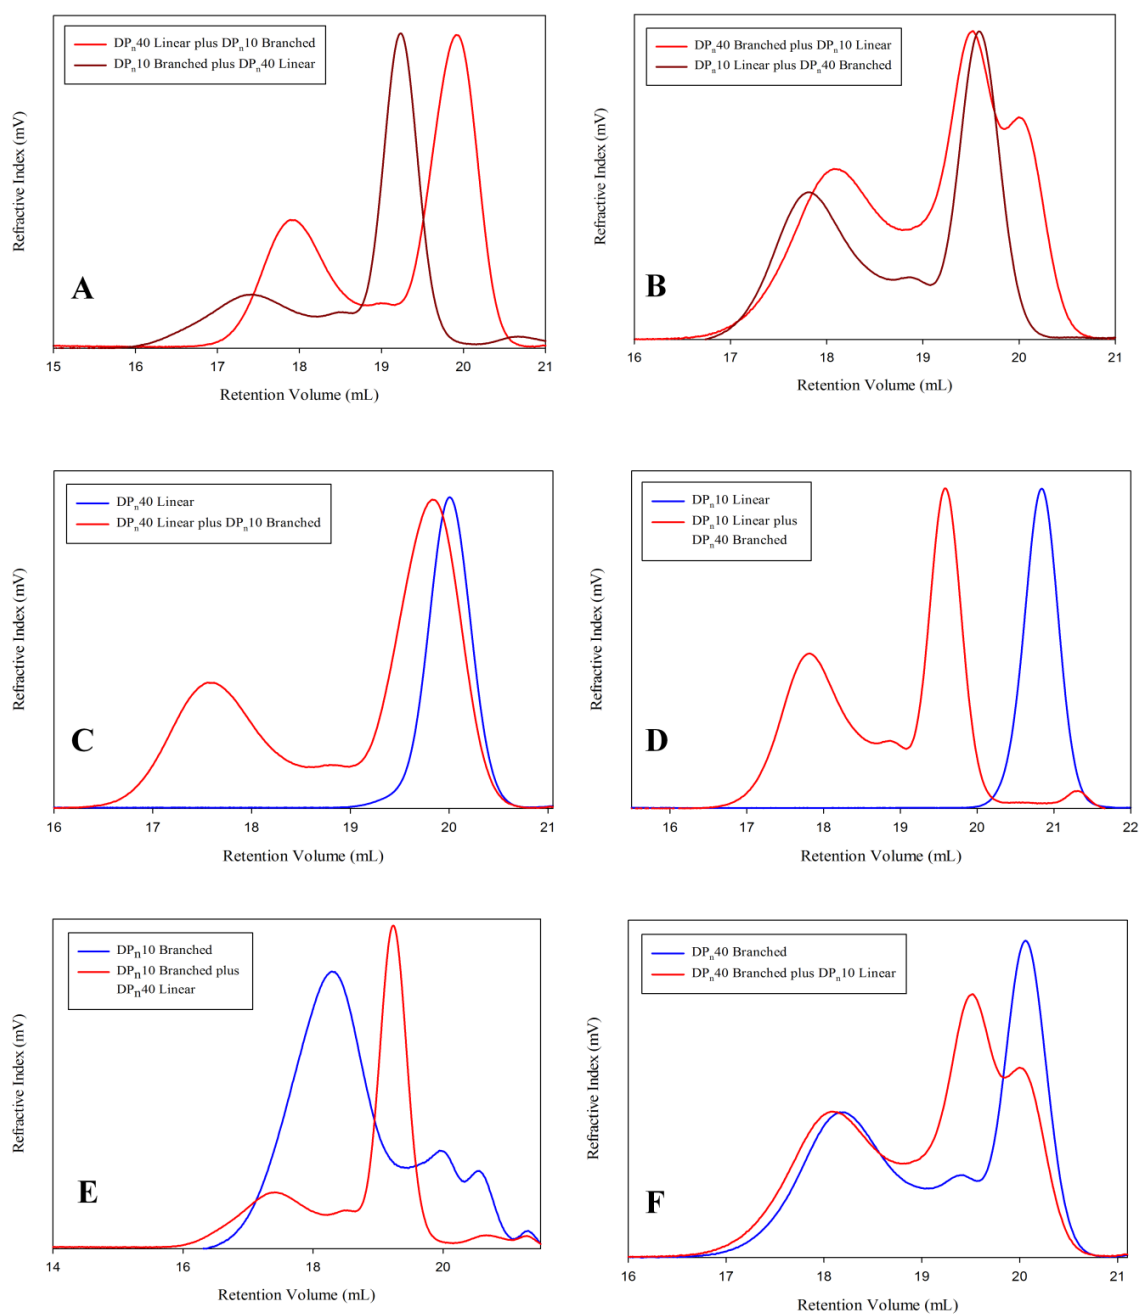 DPn40 Linear plus DPn10 Branched
DPn10 Branched plus DPn40 Linear
Refractive Index (mV)
A
15 16 17 18 19 20 21
Retention Volume (mL)
DPn40 Branched plus DPn10 Linear
DPn10 Linear plus DPn40 Branched
Refractive Index (mV)
B
16 17 18 19 20 21
Retention Volume (mL)
DPn40 Linear
DPn40 Linear plus DPn10 Branched
Refractive Index (mV)
C
16 17 18 19 20 21
Retention Volume (mL)
DPn10 Linear
DPn10 Linear plus
DPn40 Branched
Refractive Index (mV)
D
16 17 18 19 20 21 22
Retention Volume (mL)
DPn10 Branched
DPn10 Branched plus
DPn40 Linear
Refractive Index (mV)
E
14 16 18 20
Retention Volume (mL)
DPn40 Branched
DPn40 Branched plus DPn10 Linear
Refractive Index (mV)
F
16 17 18 19 20 21
Retention Volume (mL)